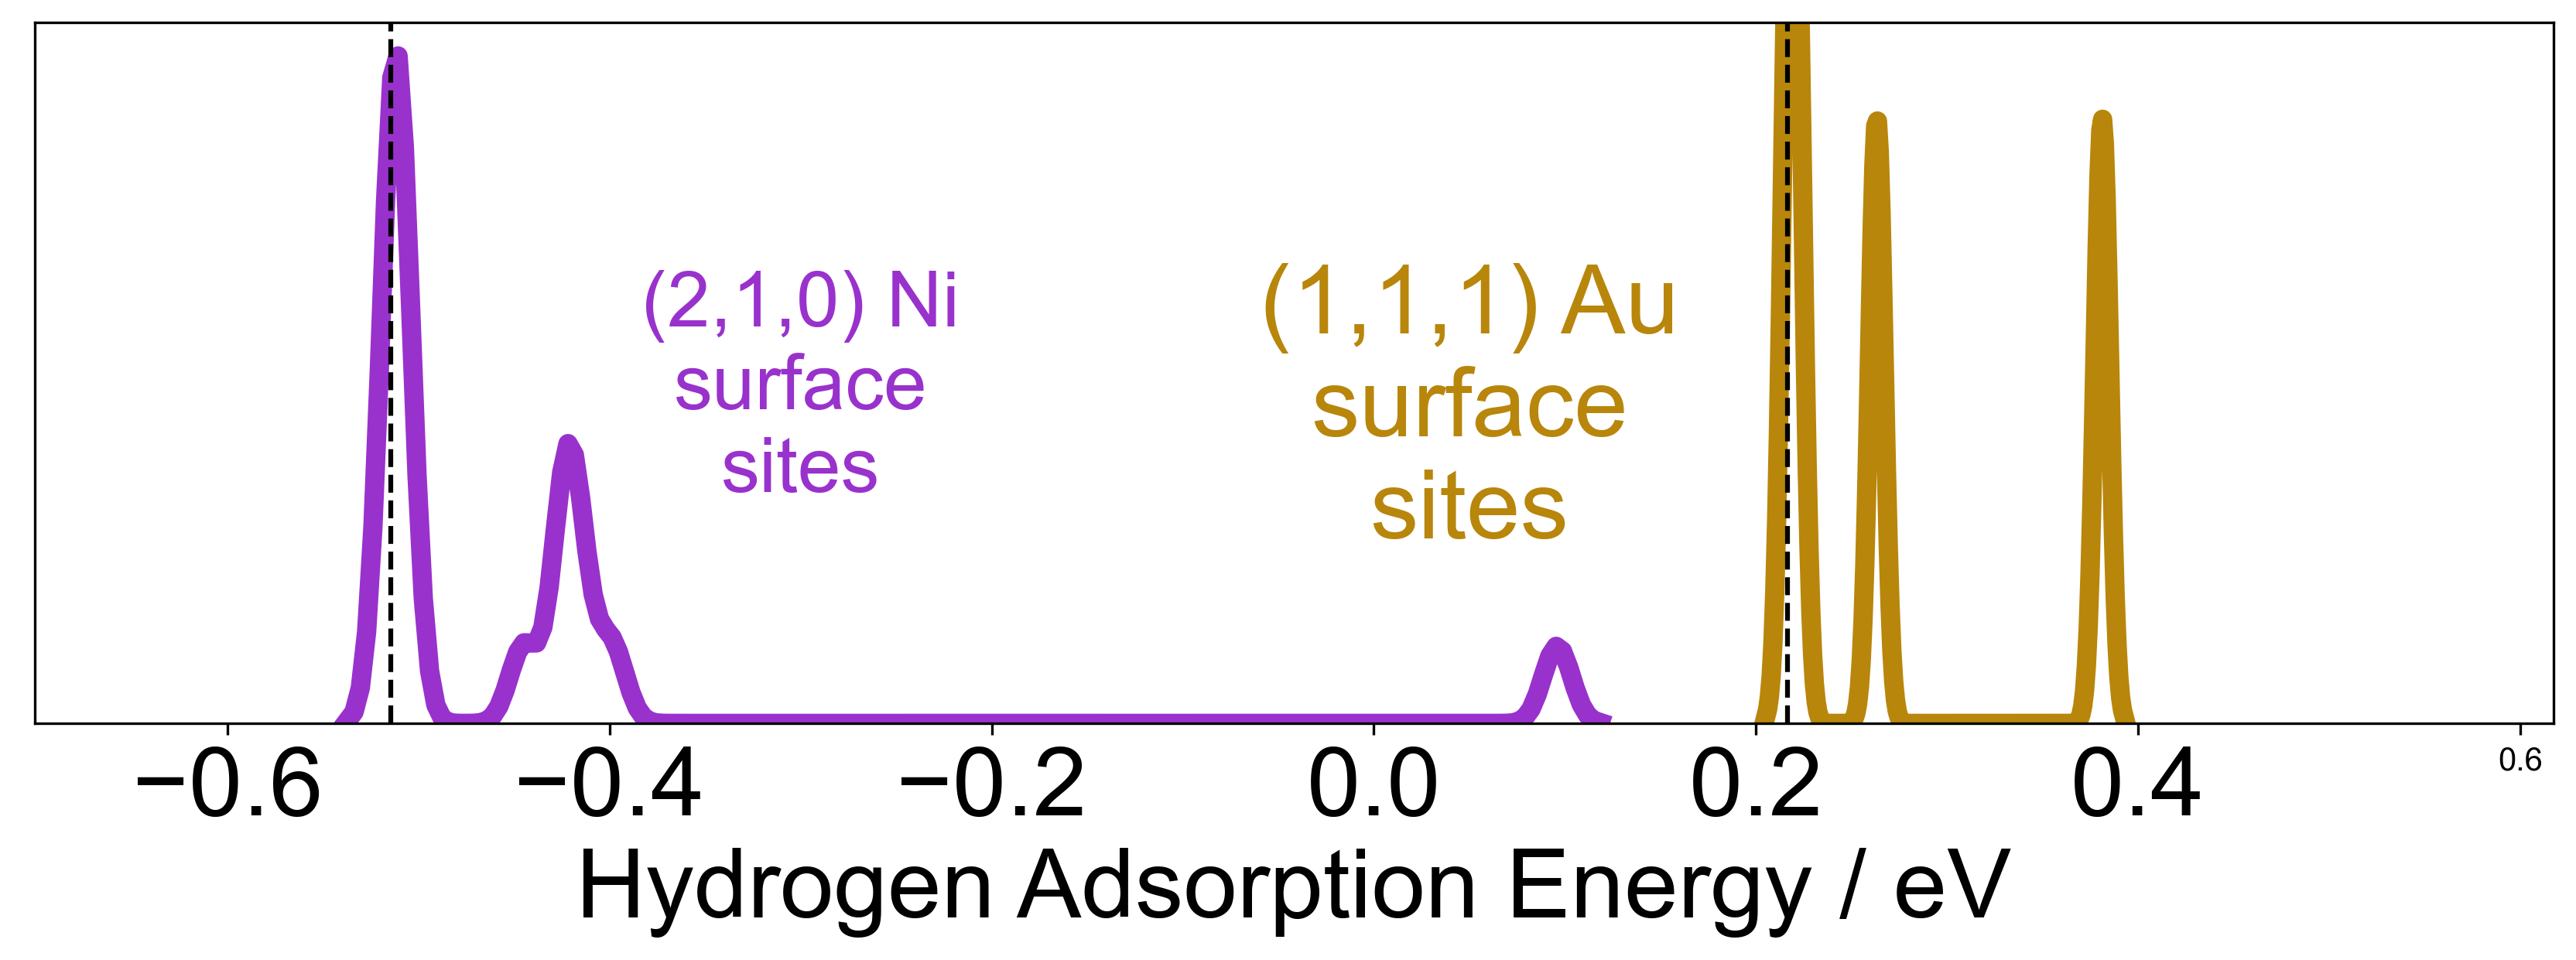 (2,1,0) Ni
surface
sites
(1,1,1) Au
surface
sites
−0.6 −0.4 −0.2 0.0 0.2 0.4 0.6
Hydrogen Adsorption Energy / eV